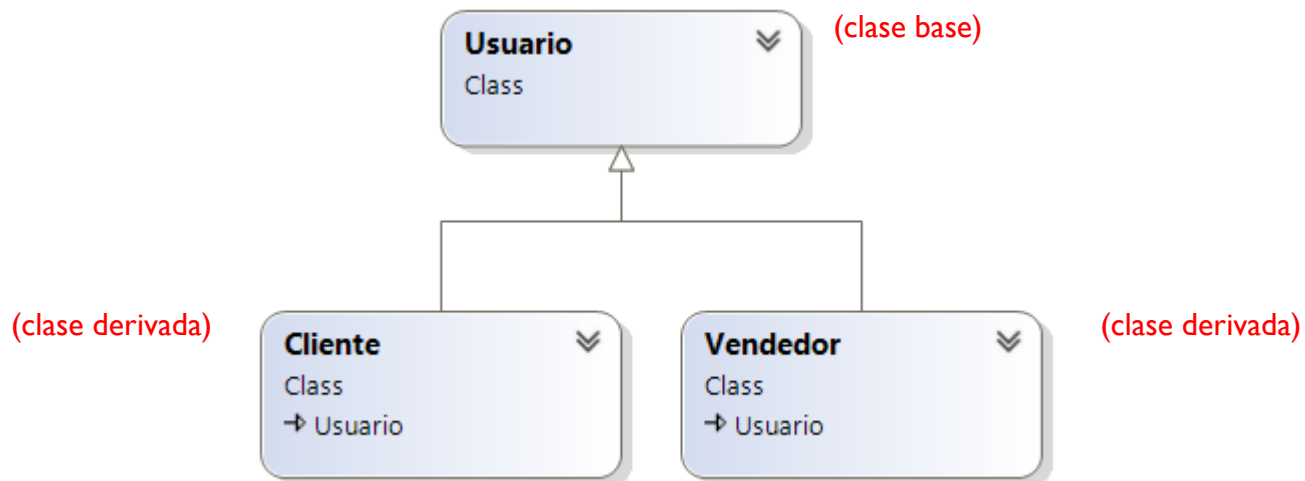 Usuario
Class
(clase base)
(clase derivada)
Cliente
Class
Usuario
Vendedor
Class
Usuario
(clase derivada)